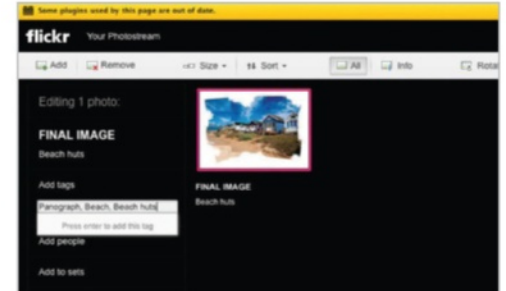 Some plugins used by this page are out of date.
flickr Your Photostream
Add Remove Size Sort All Info Rotat
Editing 1 photo:
FINAL IMAGE
Beach huts
Add tags
Panograph, Beach, Beach huts
Press enter to add this tag
Add people
Add to sets
FINAL IMAGE
Beach huts